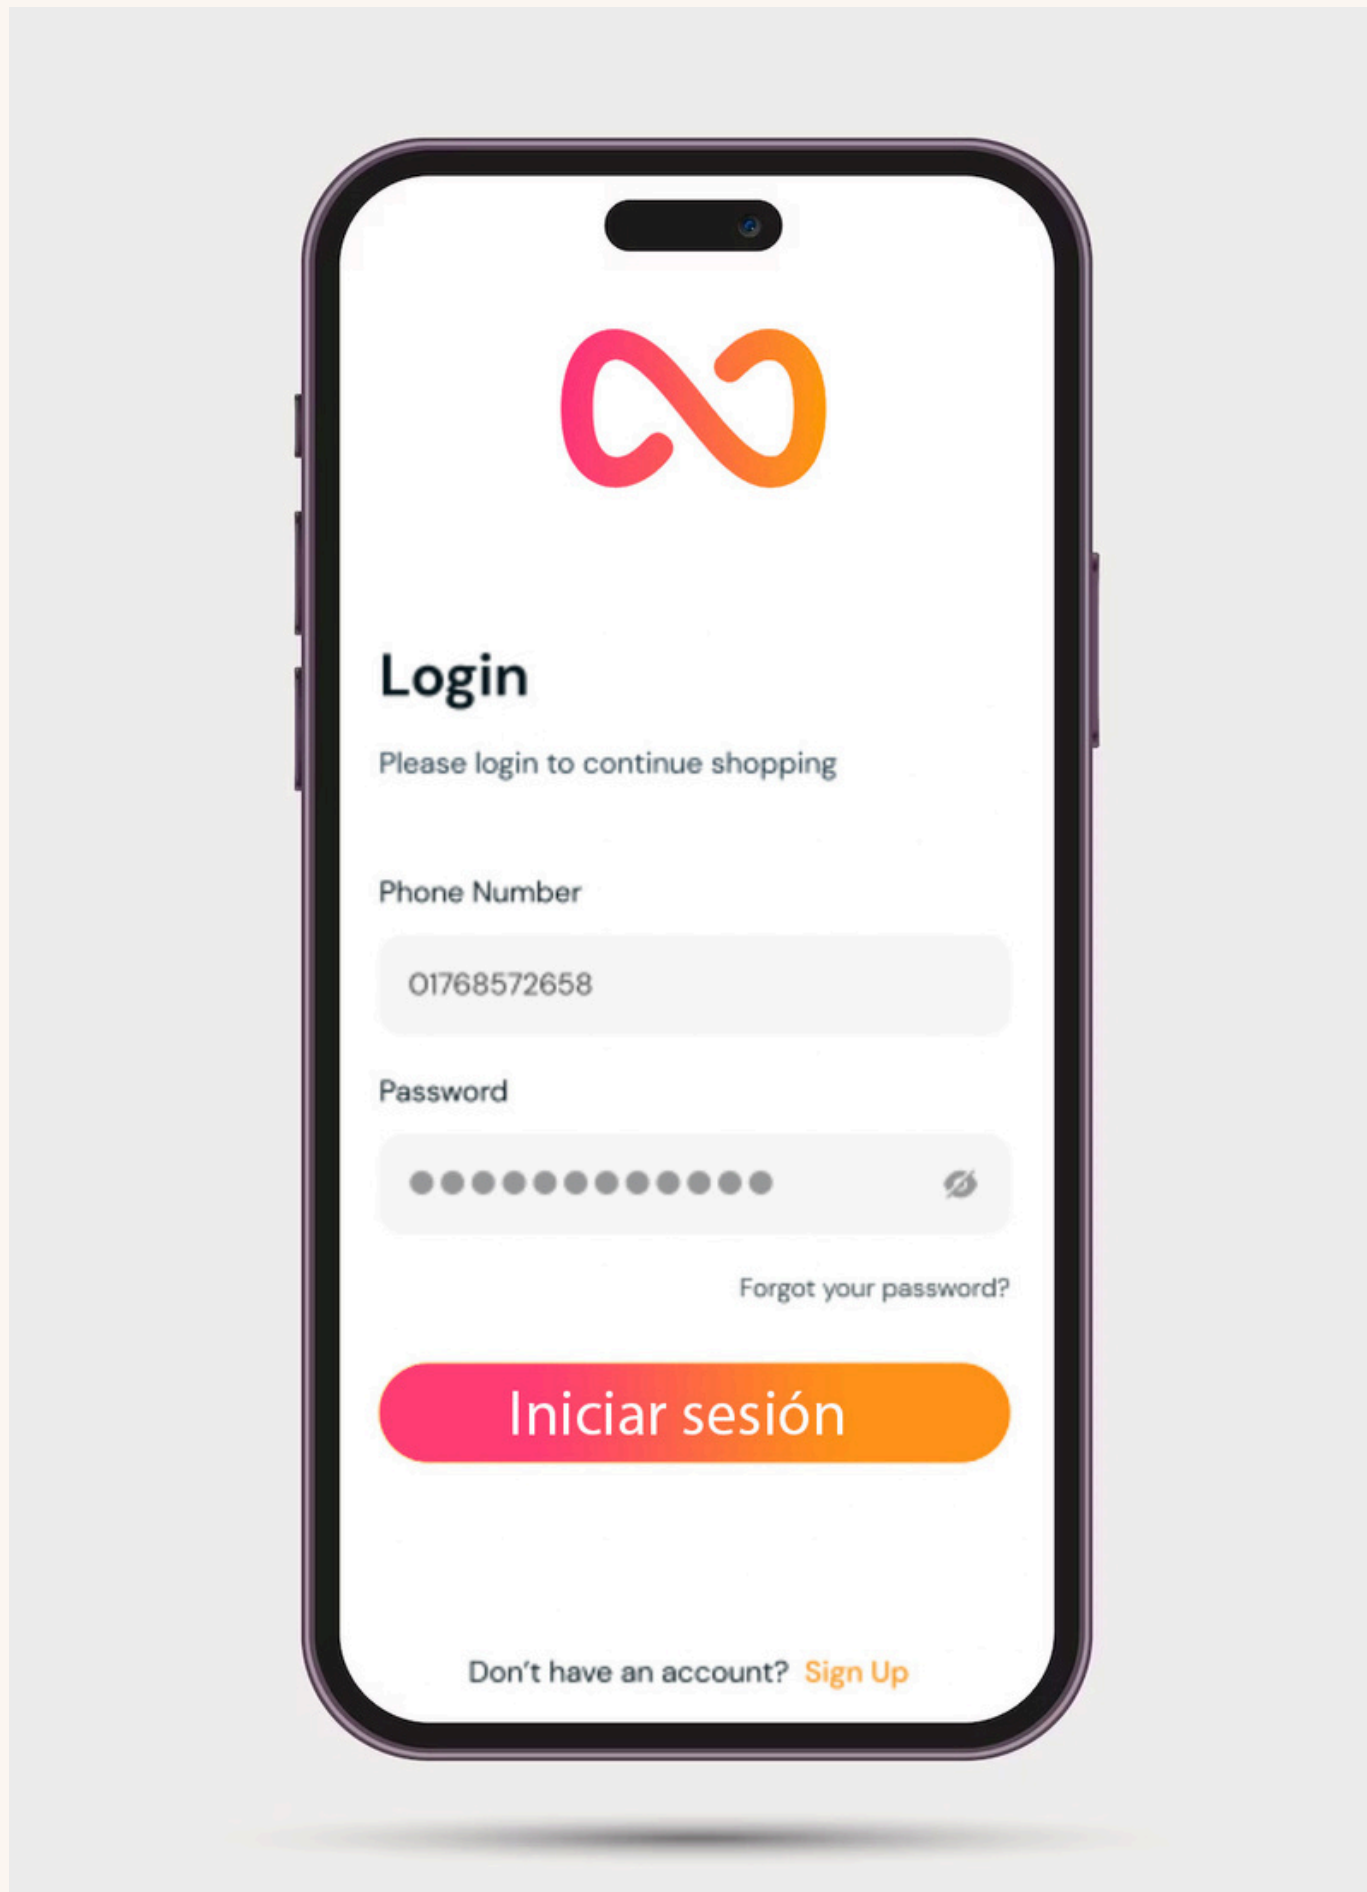 Login
Please login to continue shopping
Phone Number
01768572658
Password
●●●●●●●●●●●●
Forgot your password?
Iniciar sesión
Don't have an account? Sign Up